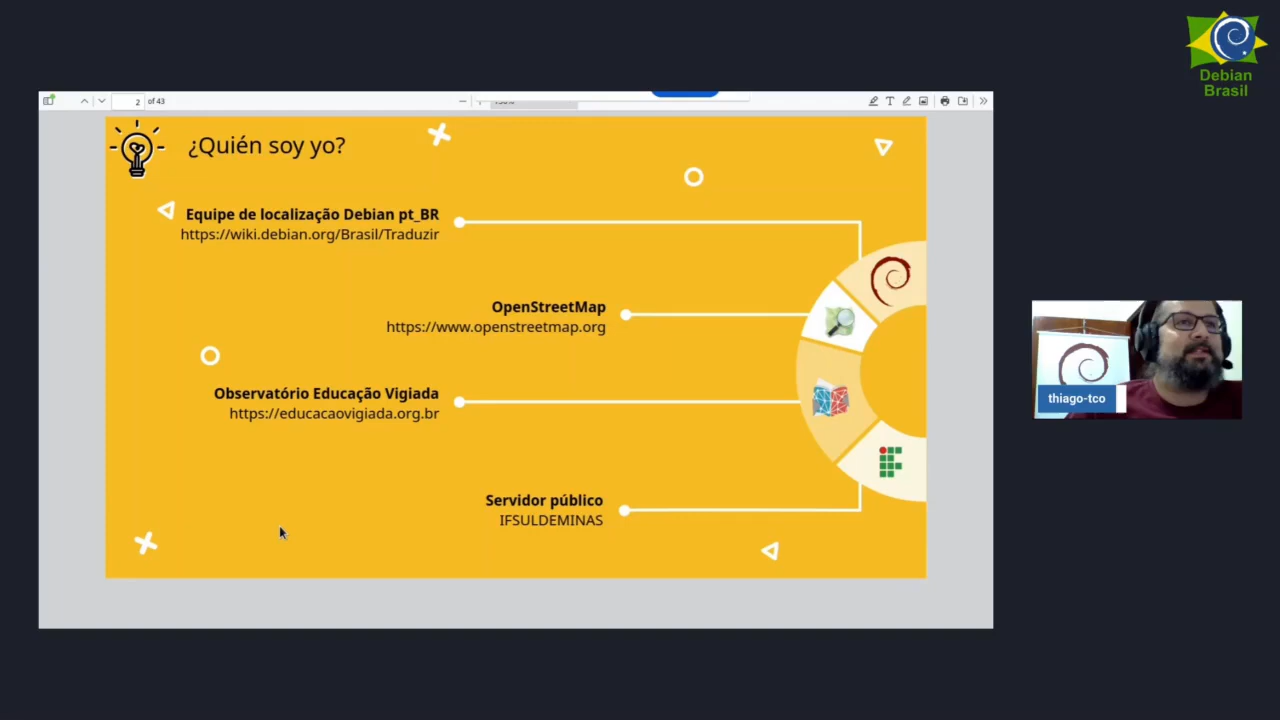 Debian
Brasil
2 of 43
¿Quién soy yo?
Equipe de localização Debian pt_BR
https://wiki.debian.org/Brasil/Traduzir
OpenStreetMap
https://www.openstreetmap.org
Observatório Educação Vigiada
https://educacaovigiada.org.br
Servidor público
IFSULDEMINAS
thiago-tco